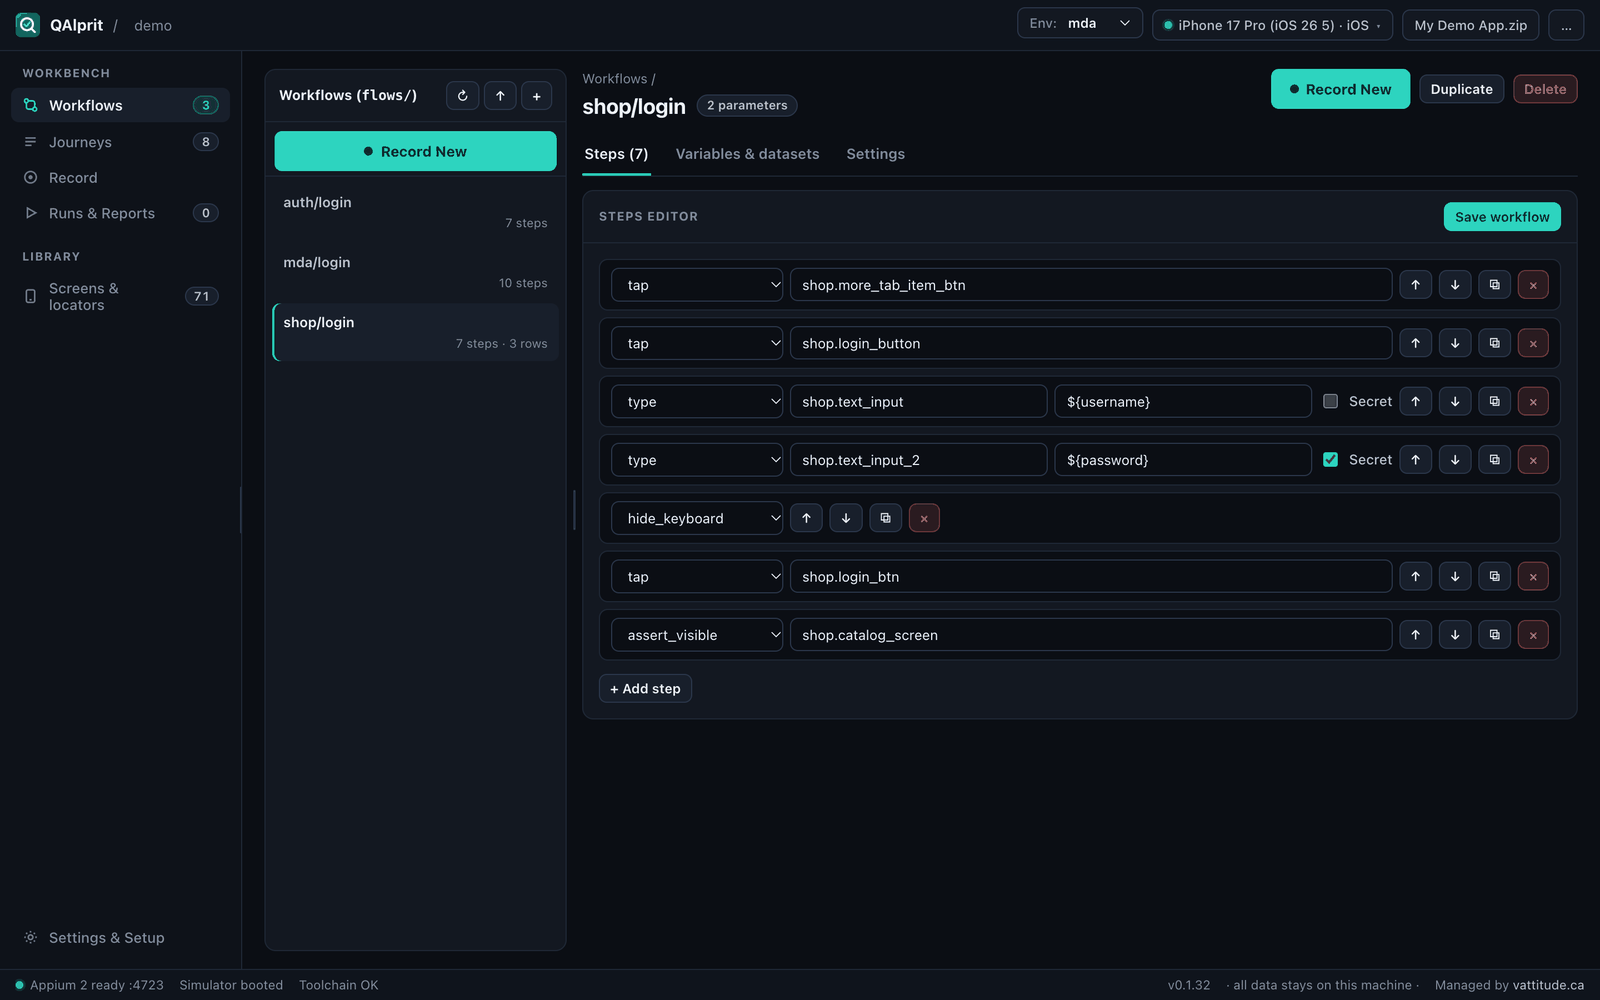 QAlprit / demo
Env: mda
iPhone 17 Pro (iOS 26 5) · iOS
My Demo App.zip
...
WORKBENCH
Workflows 3
Journeys 8
Record
Runs & Reports 0
LIBRARY
Screens & locators 71
Settings & Setup
Workflows (flows/)
Record New
auth/login
7 steps
mda/login
10 steps
shop/login
7 steps · 3 rows
Workflows /
shop/login 2 parameters
Record New
Duplicate
Delete
Steps (7) Variables & datasets Settings
STEPS EDITOR Save workflow
tap shop.more_tab_item_btn
tap shop.login_button
type shop.text_input ${username} Secret
type shop.text_input_2 ${password} Secret
hide_keyboard
tap shop.login_btn
assert_visible shop.catalog_screen
+ Add step
Appium 2 ready :4723 Simulator booted Toolchain OK
v0.1.32 · all data stays on this machine · Managed by vattitude.ca